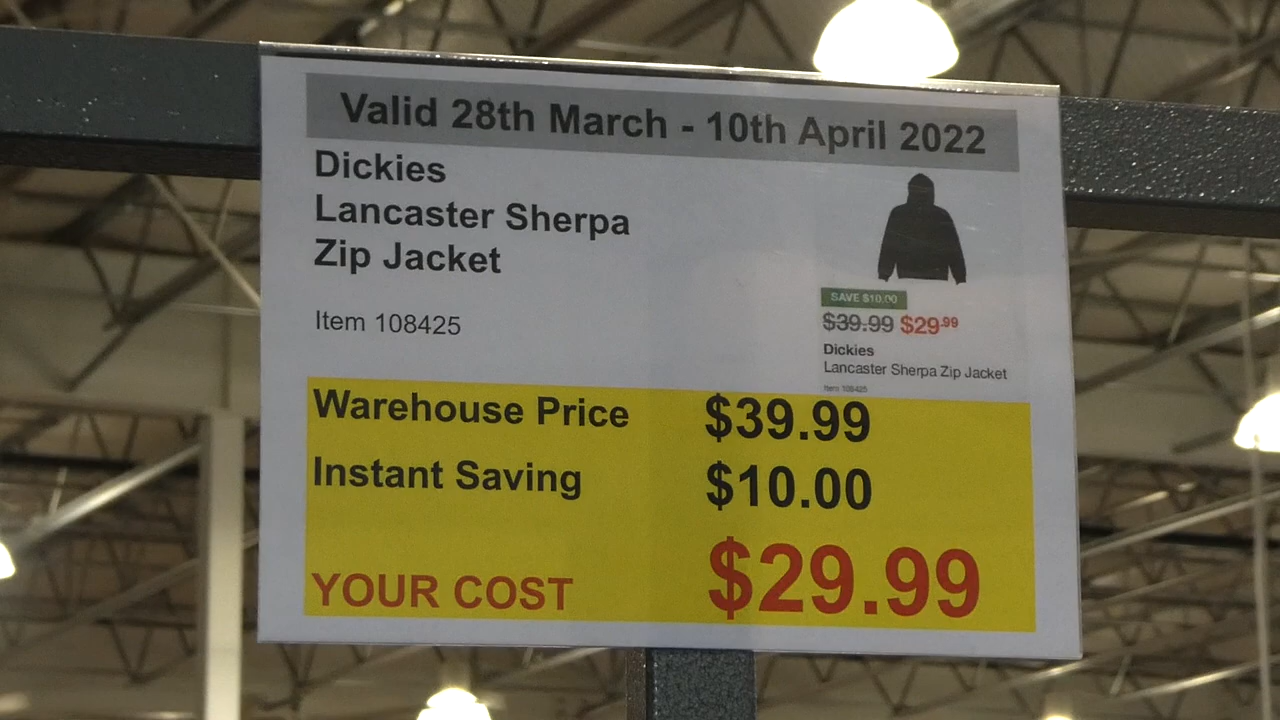 Valid 28th March - 10th April 2022
Dickies
Lancaster Sherpa
Zip Jacket
Item 108425
SAVE $10.00
$39.99 $29.99
Dickies
Lancaster Sherpa Zip Jacket
Item 108425
Warehouse Price $39.99
Instant Saving $10.00
YOUR COST $29.99